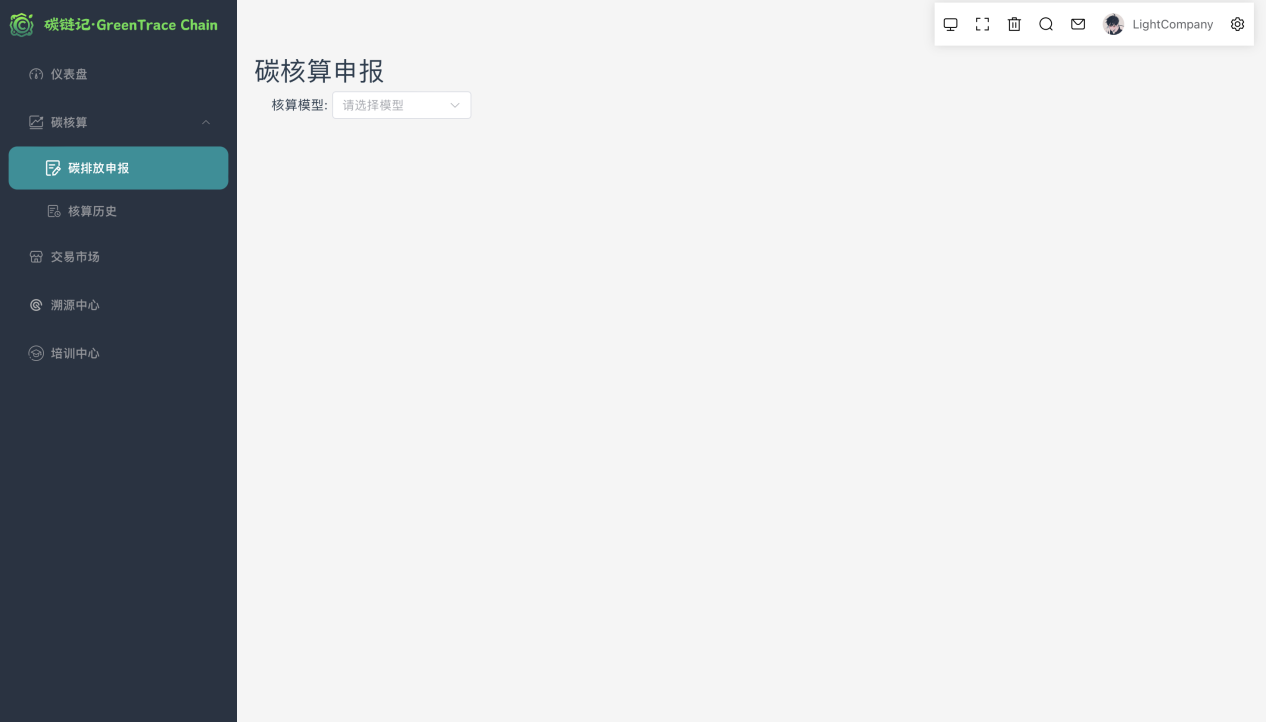 碳链记·GreenTrace Chain
仪表盘
碳核算
碳排放申报
核算历史
交易市场
溯源中心
培训中心
LightCompany
碳核算申报
核算模型:
请选择模型